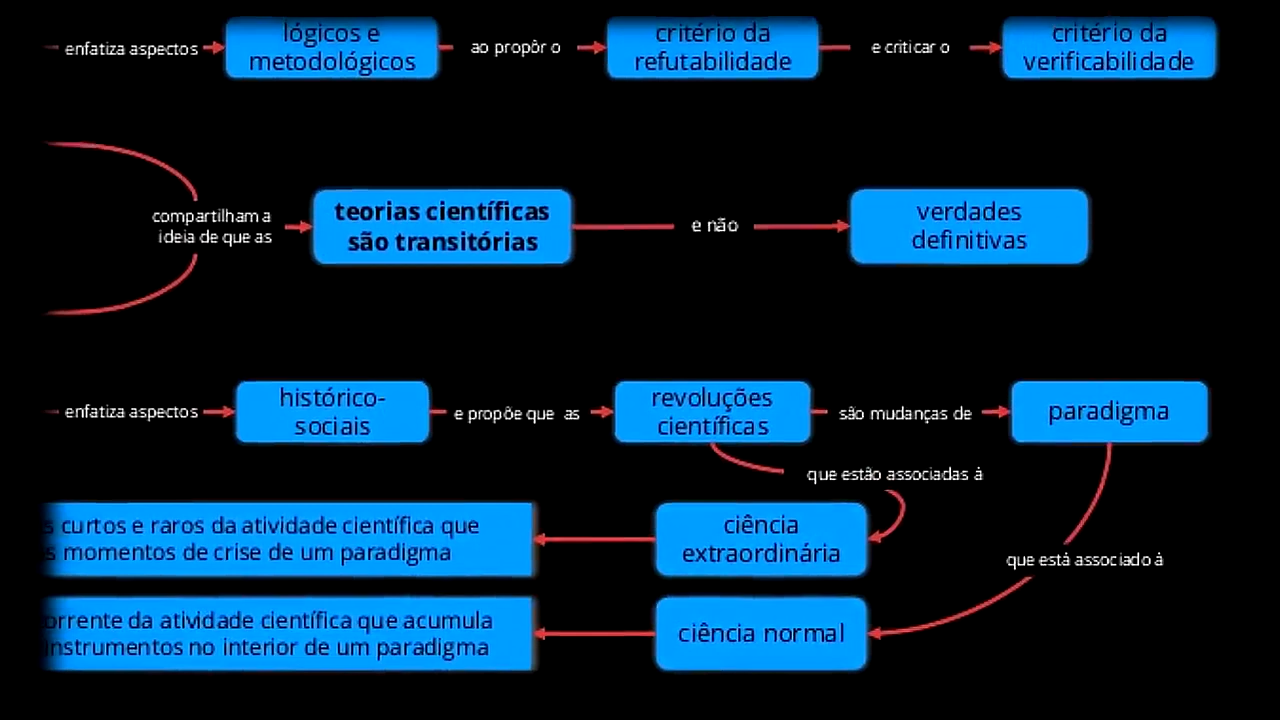 enfatiza aspectos
lógicos e
metodológicos
ao propôr o
critério da
refutabilidade
e criticar o
critério da
verificabilidade
compartilham a
ideia de que as
teorias científicas
são transitórias
e não
verdades
definitivas
enfatiza aspectos
histórico-
sociais
e propõe que as
revoluções
científicas
são mudanças de
paradigma
que estão associadas à
curtos e raros da atividade científica que
momentos de crise de um paradigma
ciência
extraordinária
que está associado à
da atividade científica que acumula
instrumentos no interior de um paradigma
ciência normal